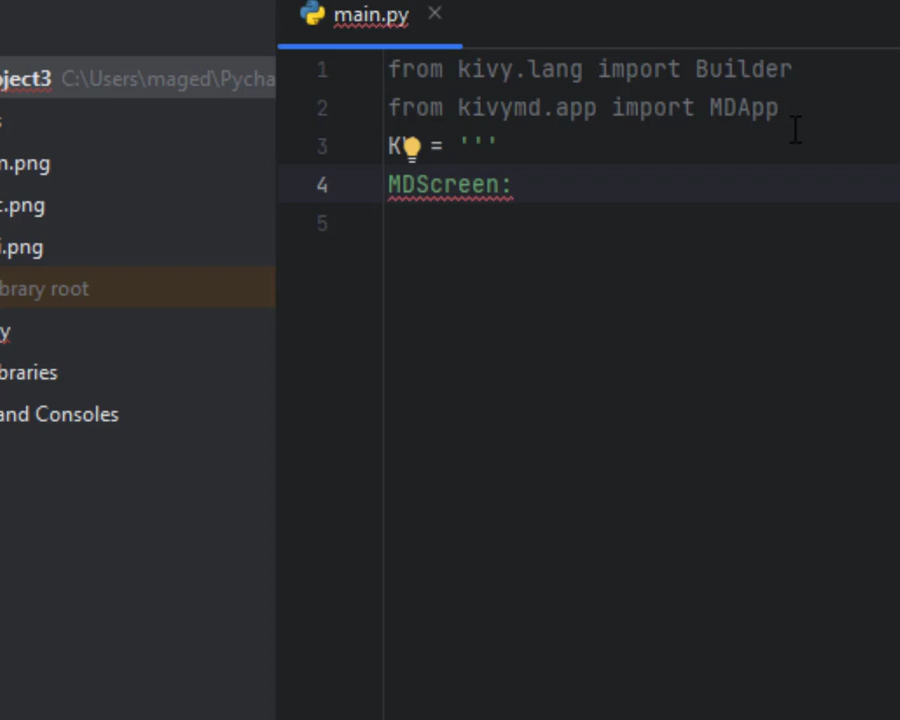 main.py
ject3 C:\Users\maged\Pycha
n.png
.png
i.png
brary root
y
braries
and Consoles
1 from kivy.lang import Builder
2 from kivymd.app import MDApp
3 K = '''
4 MDScreen:
5